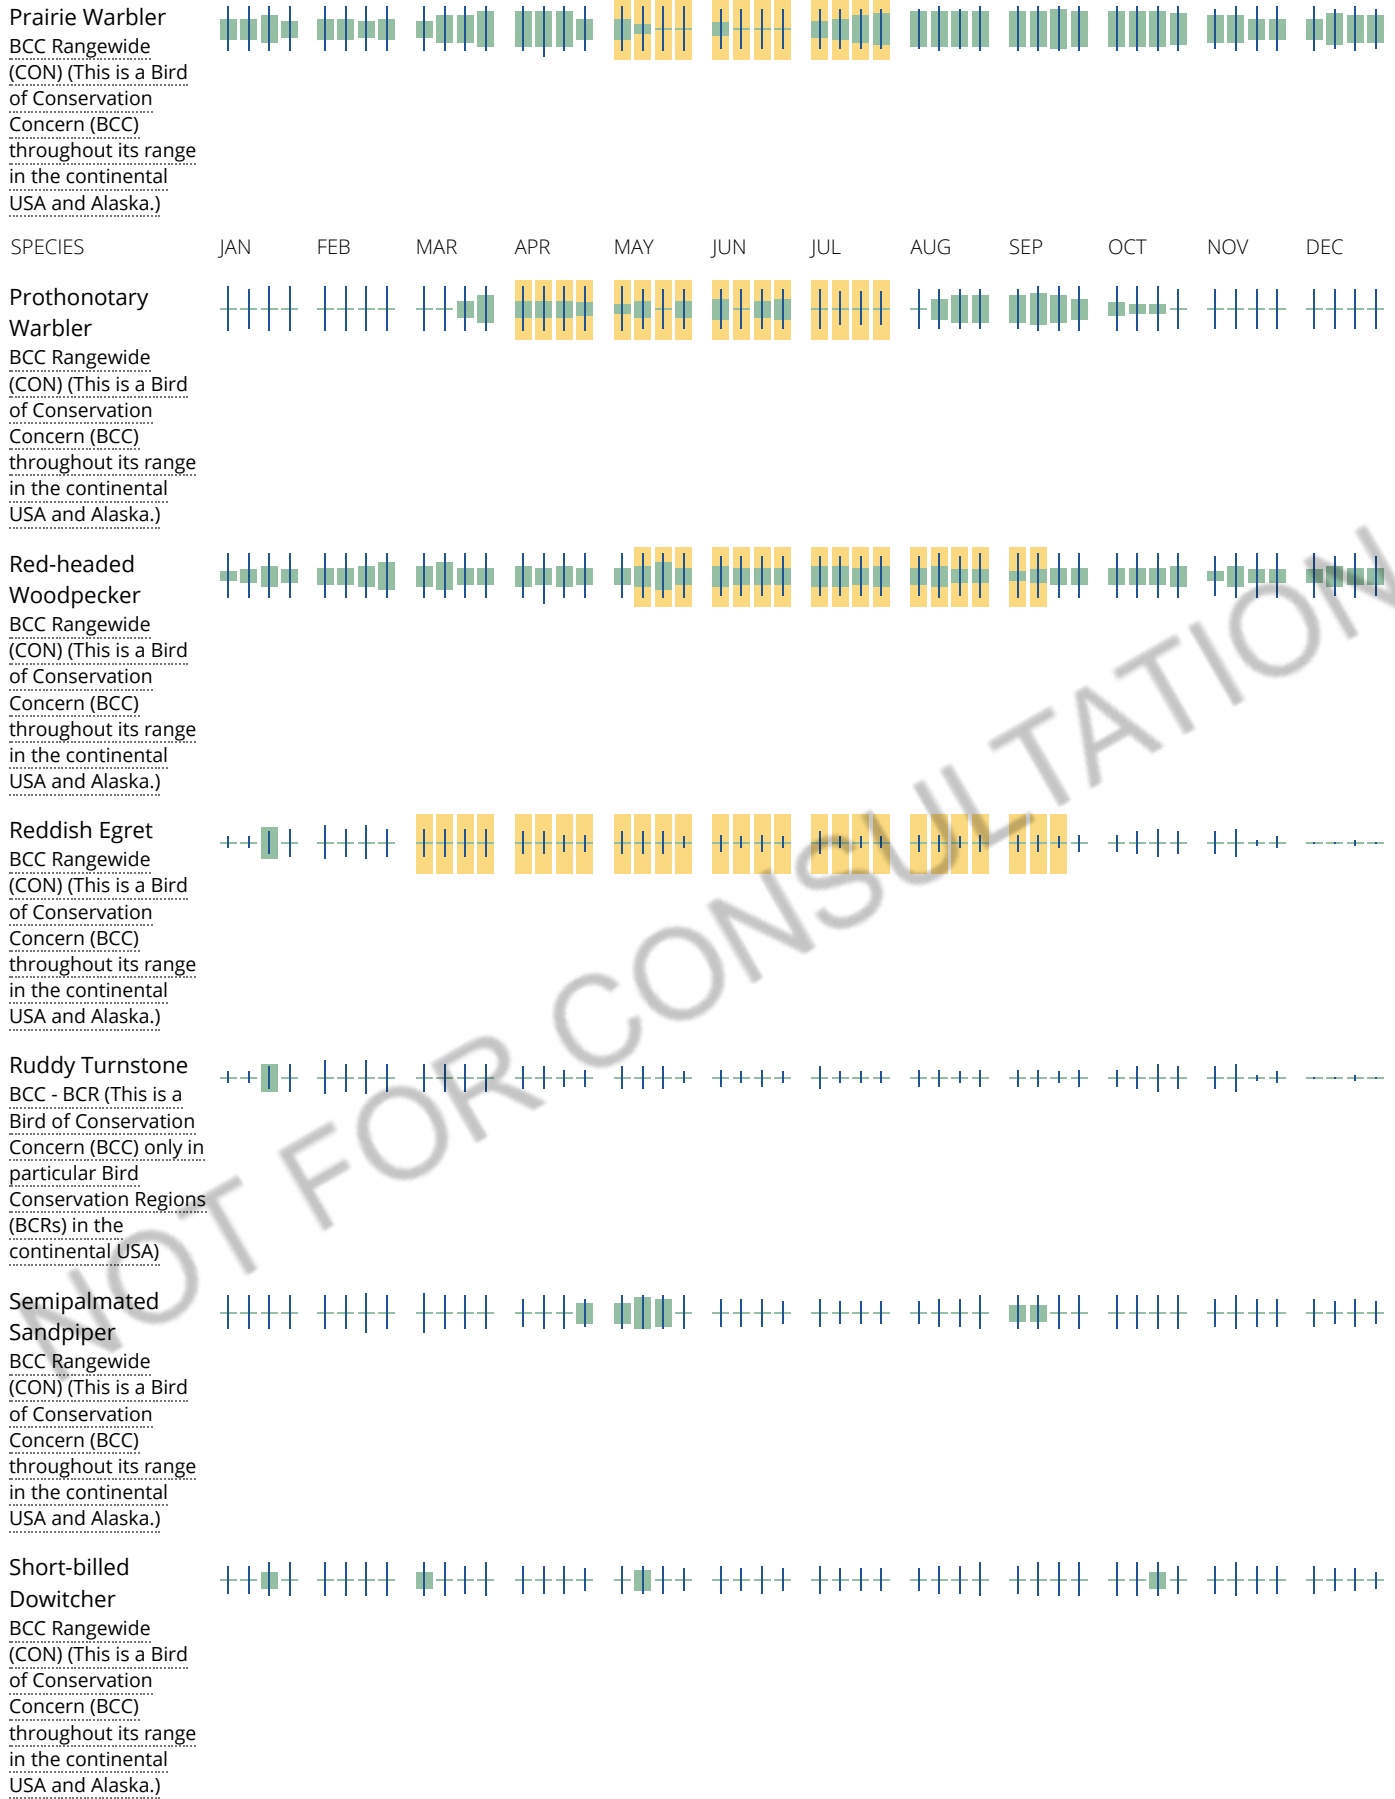 Prairie Warbler
BCC Rangewide
(CON) (This is a Bird
of Conservation
Concern (BCC)
throughout its range
in the continental
USA and Alaska.)
SPECIES JAN FEB MAR APR MAY JUN JUL AUG SEP OCT NOV DEC
Prothonotary
Warbler
BCC Rangewide
(CON) (This is a Bird
of Conservation
Concern (BCC)
throughout its range
in the continental
USA and Alaska.)
Red-headed
Woodpecker
BCC Rangewide
(CON) (This is a Bird
of Conservation
Concern (BCC)
throughout its range
in the continental
USA and Alaska.)
Reddish Egret
BCC Rangewide
(CON) (This is a Bird
of Conservation
Concern (BCC)
throughout its range
in the continental
USA and Alaska.)
Ruddy Turnstone
BCC - BCR (This is a
Bird of Conservation
Concern (BCC) only in
particular Bird
Conservation Regions
(BCRs) in the
continental USA)
Semipalmated
Sandpiper
BCC Rangewide
(CON) (This is a Bird
of Conservation
Concern (BCC)
throughout its range
in the continental
USA and Alaska.)
Short-billed
Dowitcher
BCC Rangewide
(CON) (This is a Bird
of Conservation
Concern (BCC)
throughout its range
in the continental
USA and Alaska.)
NOT FOR CONSULTATION